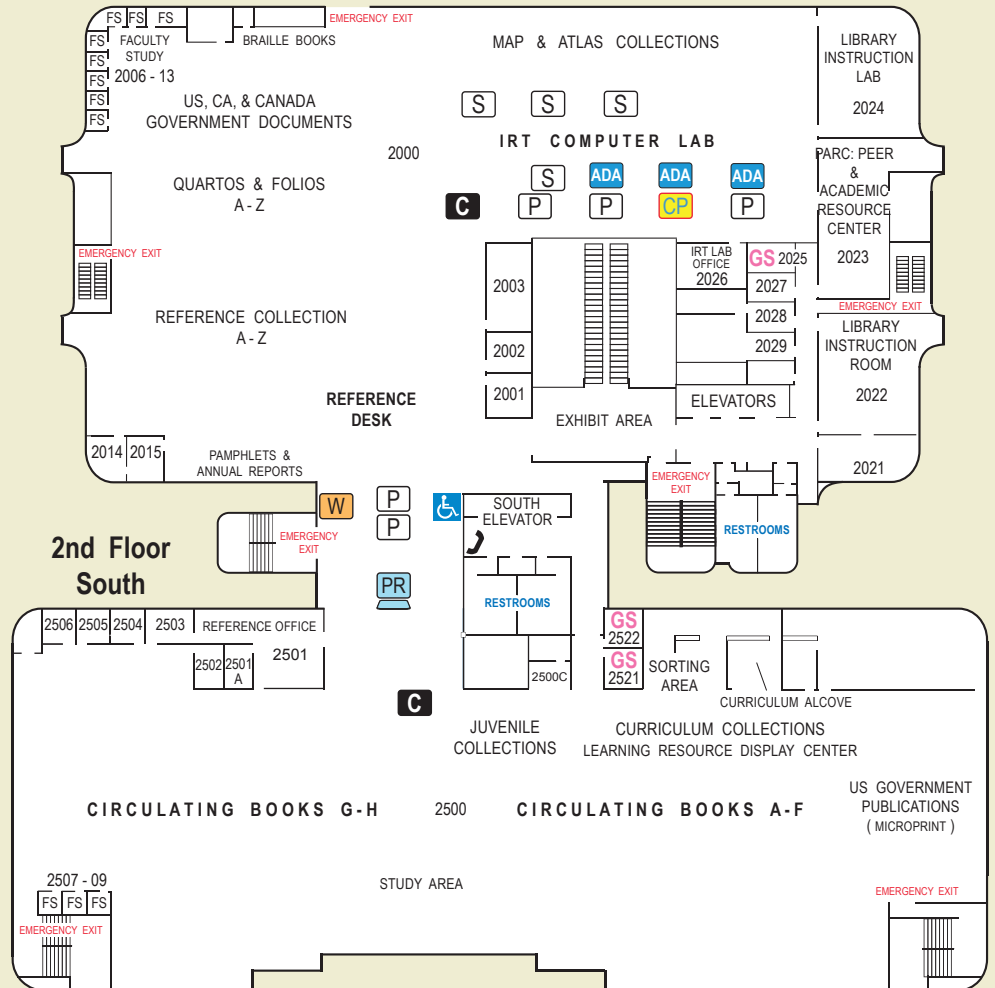 FS FS FS
EMERGENCY EXIT
FS
FS
FS
FS
FS
FACULTY
STUDY
2006 - 13
BRAILLE BOOKS
MAP & ATLAS COLLECTIONS
LIBRARY
INSTRUCTION
LAB
2024
US, CA, & CANADA
GOVERNMENT DOCUMENTS
S S S
IRT COMPUTER LAB
2000
S ADA ADA ADA
C P P CP P
PARC: PEER
&
ACADEMIC
RESOURCE
CENTER
2023
QUARTOS & FOLIOS
A - Z
EMERGENCY EXIT
2003
2002
2001
IRT LAB
OFFICE
2026
GS 2025
2027
2028
2029
EMERGENCY EXIT
LIBRARY
INSTRUCTION
ROOM
2022
REFERENCE COLLECTION
A - Z
REFERENCE
DESK
EXHIBIT AREA
ELEVATORS
2014 2015
PAMPHLETS &
ANNUAL REPORTS
2021
EMERGENCY
EXIT
RESTROOMS
W
P
P
SOUTH
ELEVATOR
EMERGENCY
EXIT
2nd Floor
South
PR
RESTROOMS
2506 2505 2504 2503
REFERENCE OFFICE
2501
2502 2501
A
2500C
GS
2522
GS
2521
SORTING
AREA
CURRICULUM ALCOVE
C
JUVENILE
COLLECTIONS
CURRICULUM COLLECTIONS
LEARNING RESOURCE DISPLAY CENTER
US GOVERNMENT
PUBLICATIONS
( MICROPRINT )
CIRCULATING BOOKS G-H
2500
CIRCULATING BOOKS A-F
STUDY AREA
2507 - 09
FS FS FS
EMERGENCY EXIT
EMERGENCY EXIT